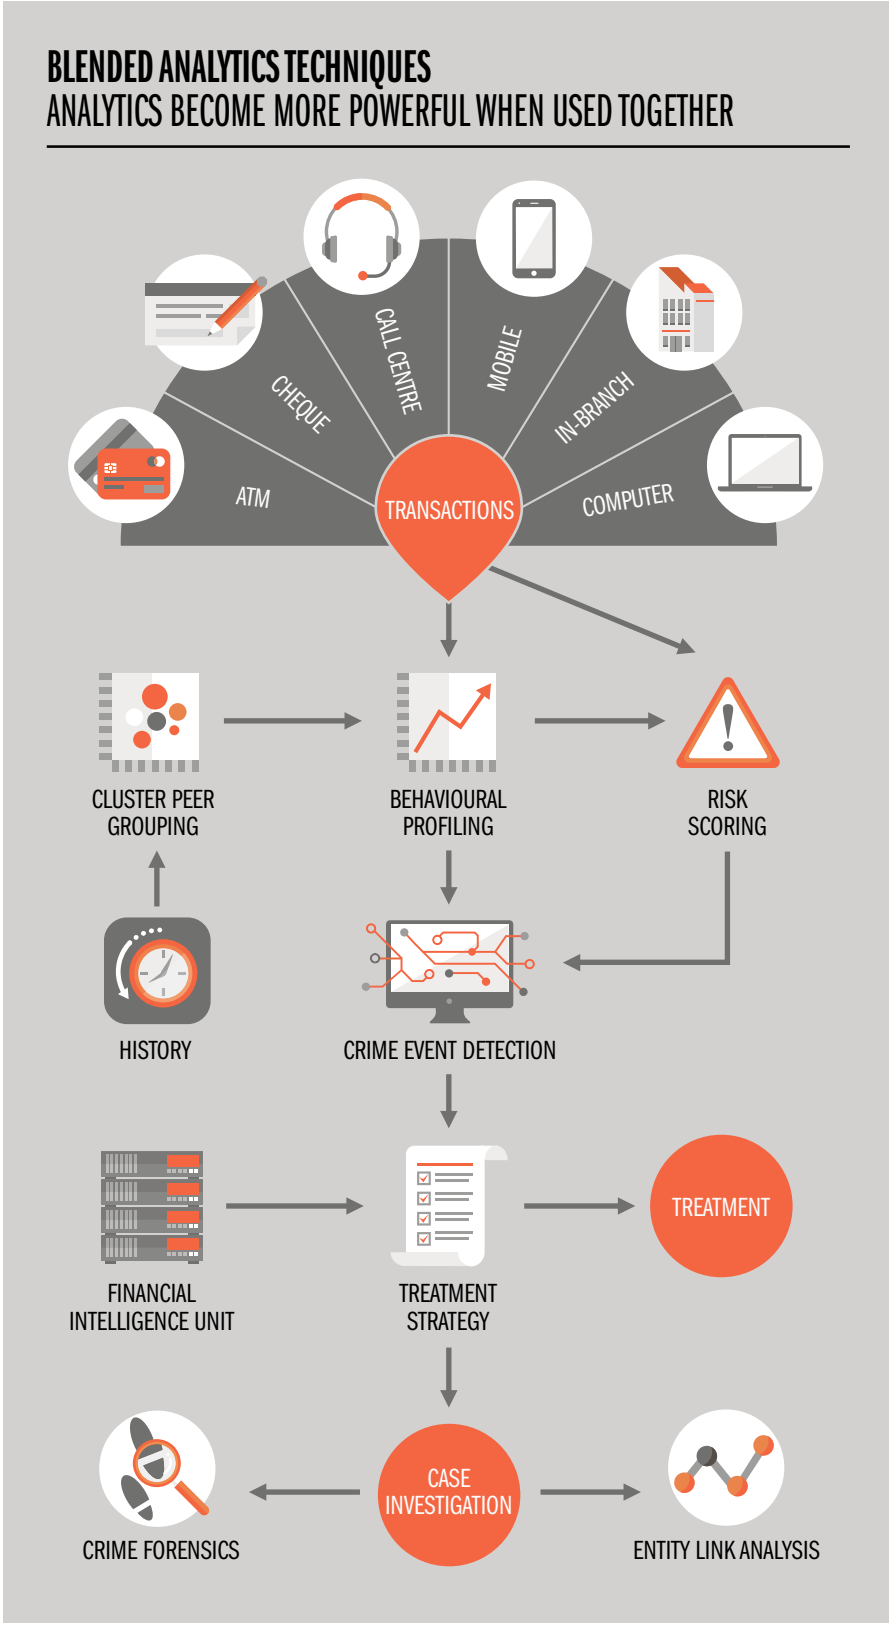 BLENDED ANALYTICS TECHNIQUES
ANALYTICS BECOME MORE POWERFUL WHEN USED TOGETHER
ATM
CHEQUE
CALL CENTRE
MOBILE
IN-BRANCH
COMPUTER
TRANSACTIONS
CLUSTER PEER
GROUPING
BEHAVIOURAL
PROFILING
RISK
SCORING
HISTORY
CRIME EVENT DETECTION
FINANCIAL
INTELLIGENCE UNIT
TREATMENT
STRATEGY
TREATMENT
CASE
INVESTIGATION
CRIME FORENSICS
ENTITY LINK ANALYSIS